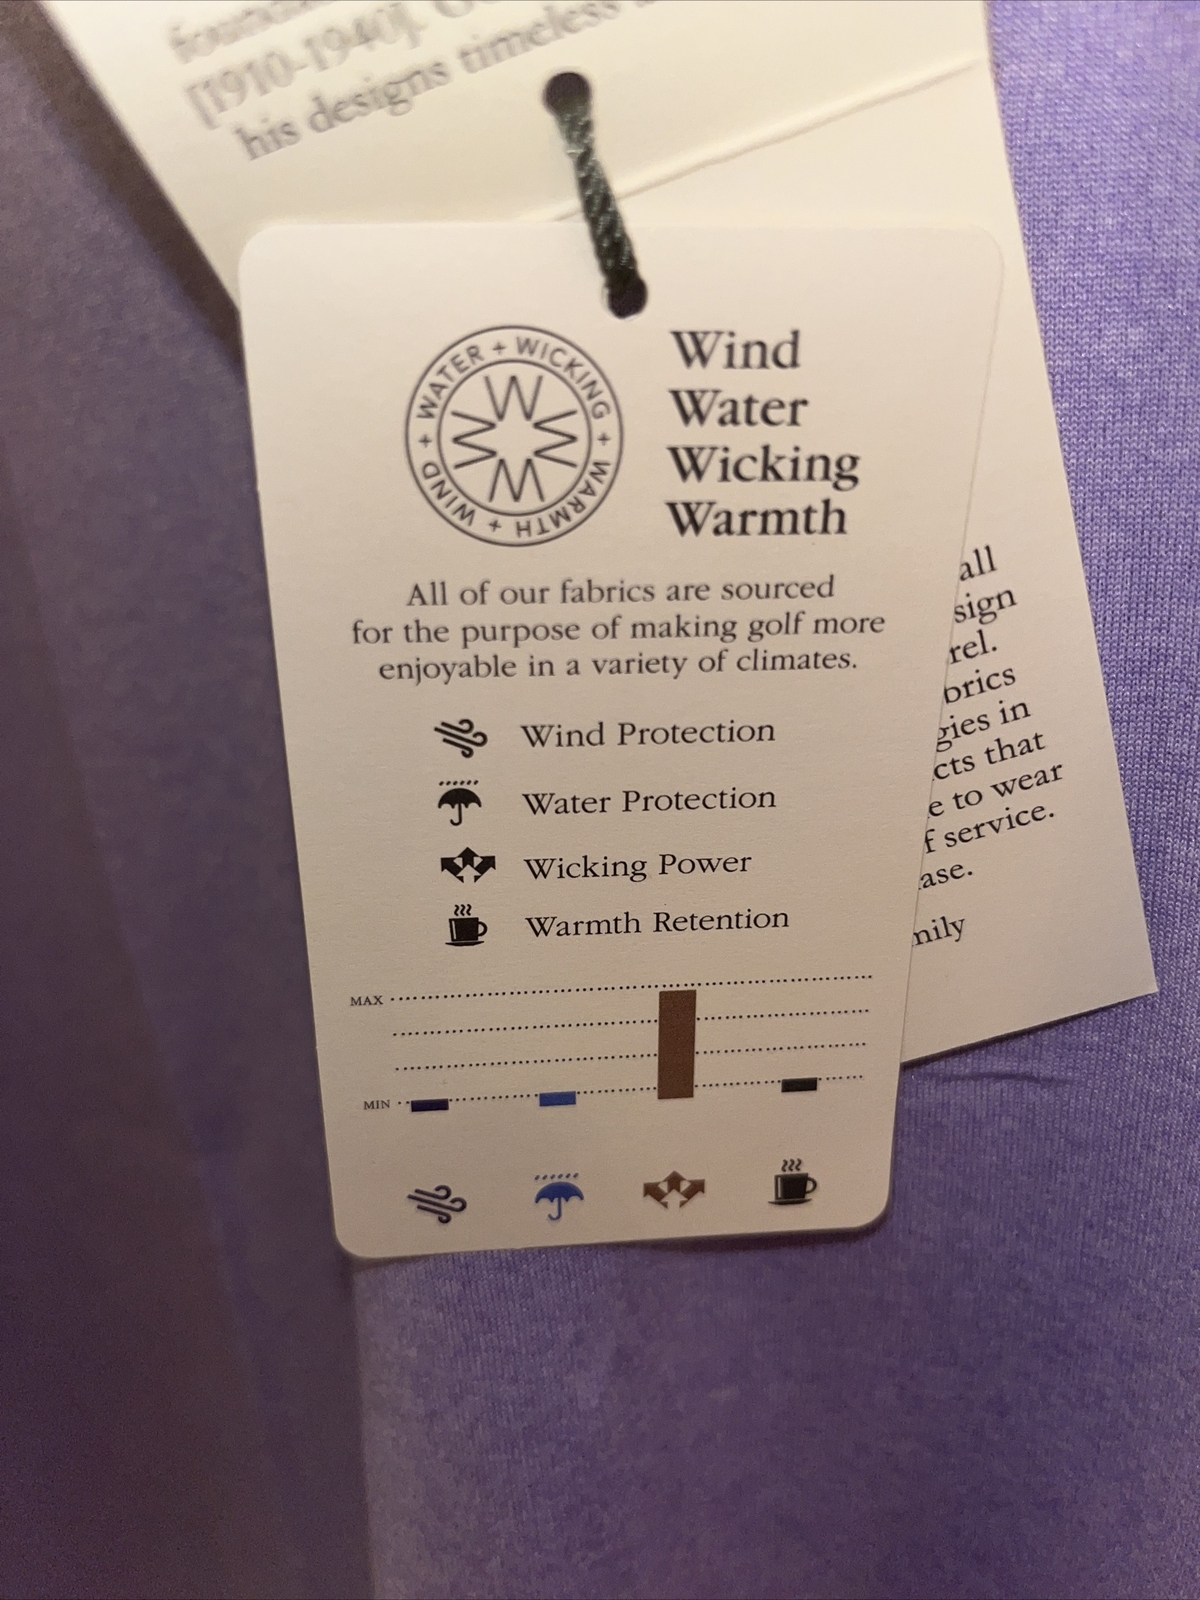 [1910-1940].
his designs timeless
WATER + WICKING + WARMTH + WIND +
Wind
Water
Wicking
Warmth
All of our fabrics are sourced
for the purpose of making golf more
enjoyable in a variety of climates.
Wind Protection
Water Protection
Wicking Power
Warmth Retention
MAX
MIN
all
sign
rel.
brics
gies in
cts that
e to wear
f service.
ase.
mily